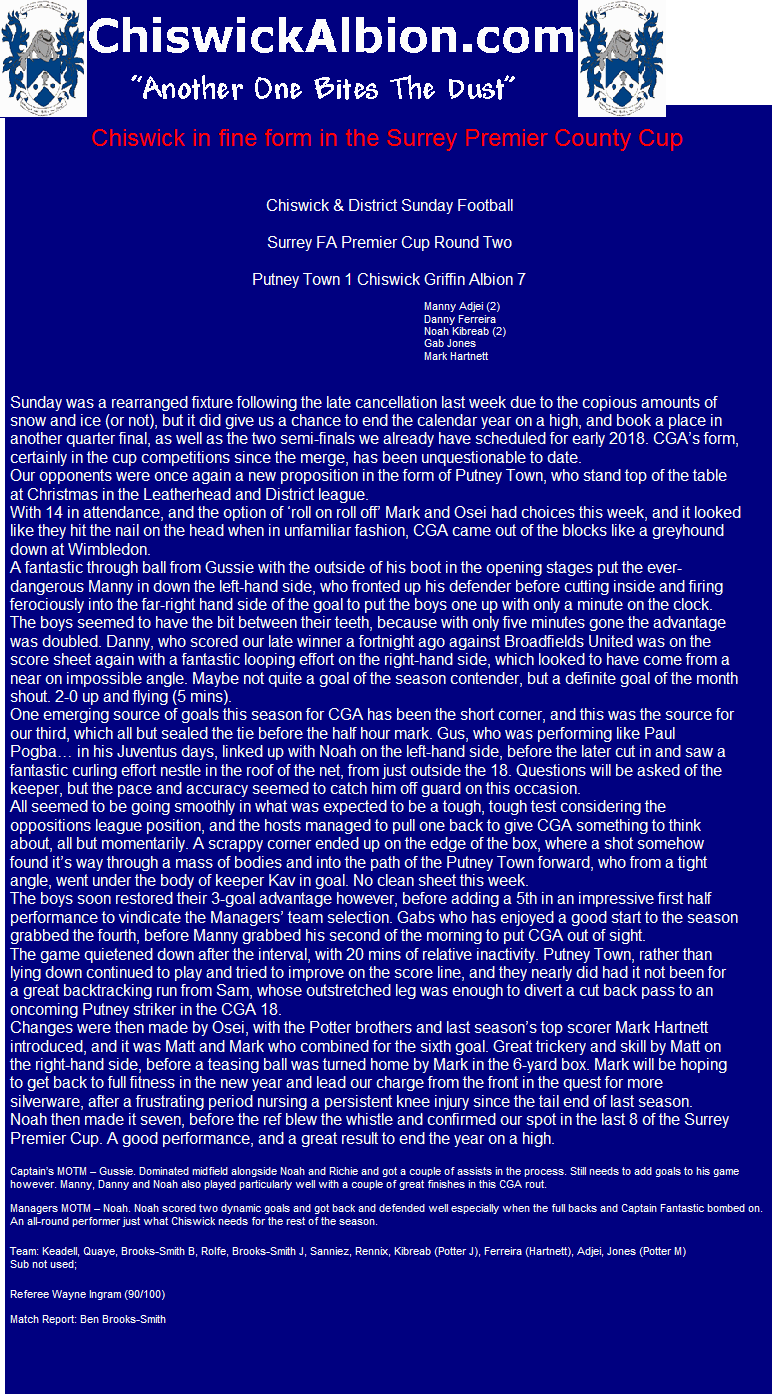 ChiswickAlbion.com
“Another One Bites The Dust”
Chiswick in fine form in the Surrey Premier County Cup
Chiswick & District Sunday Football
Surrey FA Premier Cup Round Two
Putney Town 1 Chiswick Griffin Albion 7
Manny Adjei (2)
Danny Ferreira
Noah Kibreab (2)
Gab Jones
Mark Hartnett
Sunday was a rearranged fixture following the late cancellation last week due to the copious amounts of
snow and ice (or not), but it did give us a chance to end the calendar year on a high, and book a place in
another quarter final, as well as the two semi-finals we already have scheduled for early 2018. CGA’s form,
certainly in the cup competitions since the merge, has been unquestionable to date.
Our opponents were once again a new proposition in the form of Putney Town, who stand top of the table
at Christmas in the Leatherhead and District league.
With 14 in attendance, and the option of ‘roll on roll off’ Mark and Osei had choices this week, and it looked
like they hit the nail on the head when in unfamiliar fashion, CGA came out of the blocks like a greyhound
down at Wimbledon.
A fantastic through ball from Gussie with the outside of his boot in the opening stages put the ever-
dangerous Manny in down the left-hand side, who fronted up his defender before cutting inside and firing
ferociously into the far-right hand side of the goal to put the boys one up with only a minute on the clock.
The boys seemed to have the bit between their teeth, because with only five minutes gone the advantage
was doubled. Danny, who scored our late winner a fortnight ago against Broadfields United was on the
score sheet again with a fantastic looping effort on the right-hand side, which looked to have come from a
near on impossible angle. Maybe not quite a goal of the season contender, but a definite goal of the month
shout. 2-0 up and flying (5 mins).
One emerging source of goals this season for CGA has been the short corner, and this was the source for
our third, which all but sealed the tie before the half hour mark. Gus, who was performing like Paul
Pogba… in his Juventus days, linked up with Noah on the left-hand side, before the later cut in and saw a
fantastic curling effort nestle in the roof of the net, from just outside the 18. Questions will be asked of the
keeper, but the pace and accuracy seemed to catch him off guard on this occasion.
All seemed to be going smoothly in what was expected to be a tough, tough test considering the
oppositions league position, and the hosts managed to pull one back to give CGA something to think
about, all but momentarily. A scrappy corner ended up on the edge of the box, where a shot somehow
found it’s way through a mass of bodies and into the path of the Putney Town forward, who from a tight
angle, went under the body of keeper Kav in goal. No clean sheet this week.
The boys soon restored their 3-goal advantage however, before adding a 5th in an impressive first half
performance to vindicate the Managers’ team selection. Gabs who has enjoyed a good start to the season
grabbed the fourth, before Manny grabbed his second of the morning to put CGA out of sight.
The game quietened down after the interval, with 20 mins of relative inactivity. Putney Town, rather than
lying down continued to play and tried to improve on the score line, and they nearly did had it not been for
a great backtracking run from Sam, whose outstretched leg was enough to divert a cut back pass to an
oncoming Putney striker in the CGA 18.
Changes were then made by Osei, with the Potter brothers and last season’s top scorer Mark Hartnett
introduced, and it was Matt and Mark who combined for the sixth goal. Great trickery and skill by Matt on
the right-hand side, before a teasing ball was turned home by Mark in the 6-yard box. Mark will be hoping
to get back to full fitness in the new year and lead our charge from the front in the quest for more
silverware, after a frustrating period nursing a persistent knee injury since the tail end of last season.
Noah then made it seven, before the ref blew the whistle and confirmed our spot in the last 8 of the Surrey
Premier Cup. A good performance, and a great result to end the year on a high.
Captain's MOTM – Gussie. Dominated midfield alongside Noah and Richie and got a couple of assists in the process. Still needs to add goals to his game
however. Manny, Danny and Noah also played particularly well with a couple of great finishes in this CGA rout.
Managers MOTM – Noah. Noah scored two dynamic goals and got back and defended well especially when the full backs and Captain Fantastic bombed on.
An all-round performer just what Chiswick needs for the rest of the season.
Team: Keadell, Quaye, Brooks-Smith B, Rolfe, Brooks-Smith J, Sanniez, Rennix, Kibreab (Potter J), Ferreira (Hartnett), Adjei, Jones (Potter M)
Sub not used;
Referee Wayne Ingram (90/100)
Match Report: Ben Brooks-Smith